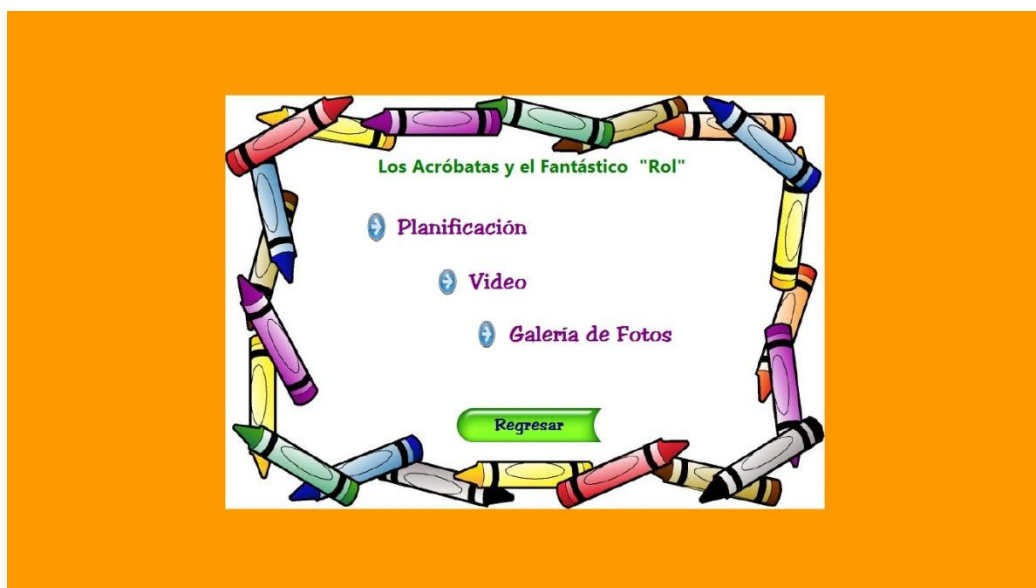 Los Acróbatas y el Fantástico "Rol"
Planificación
Video
Galería de Fotos
Regresar